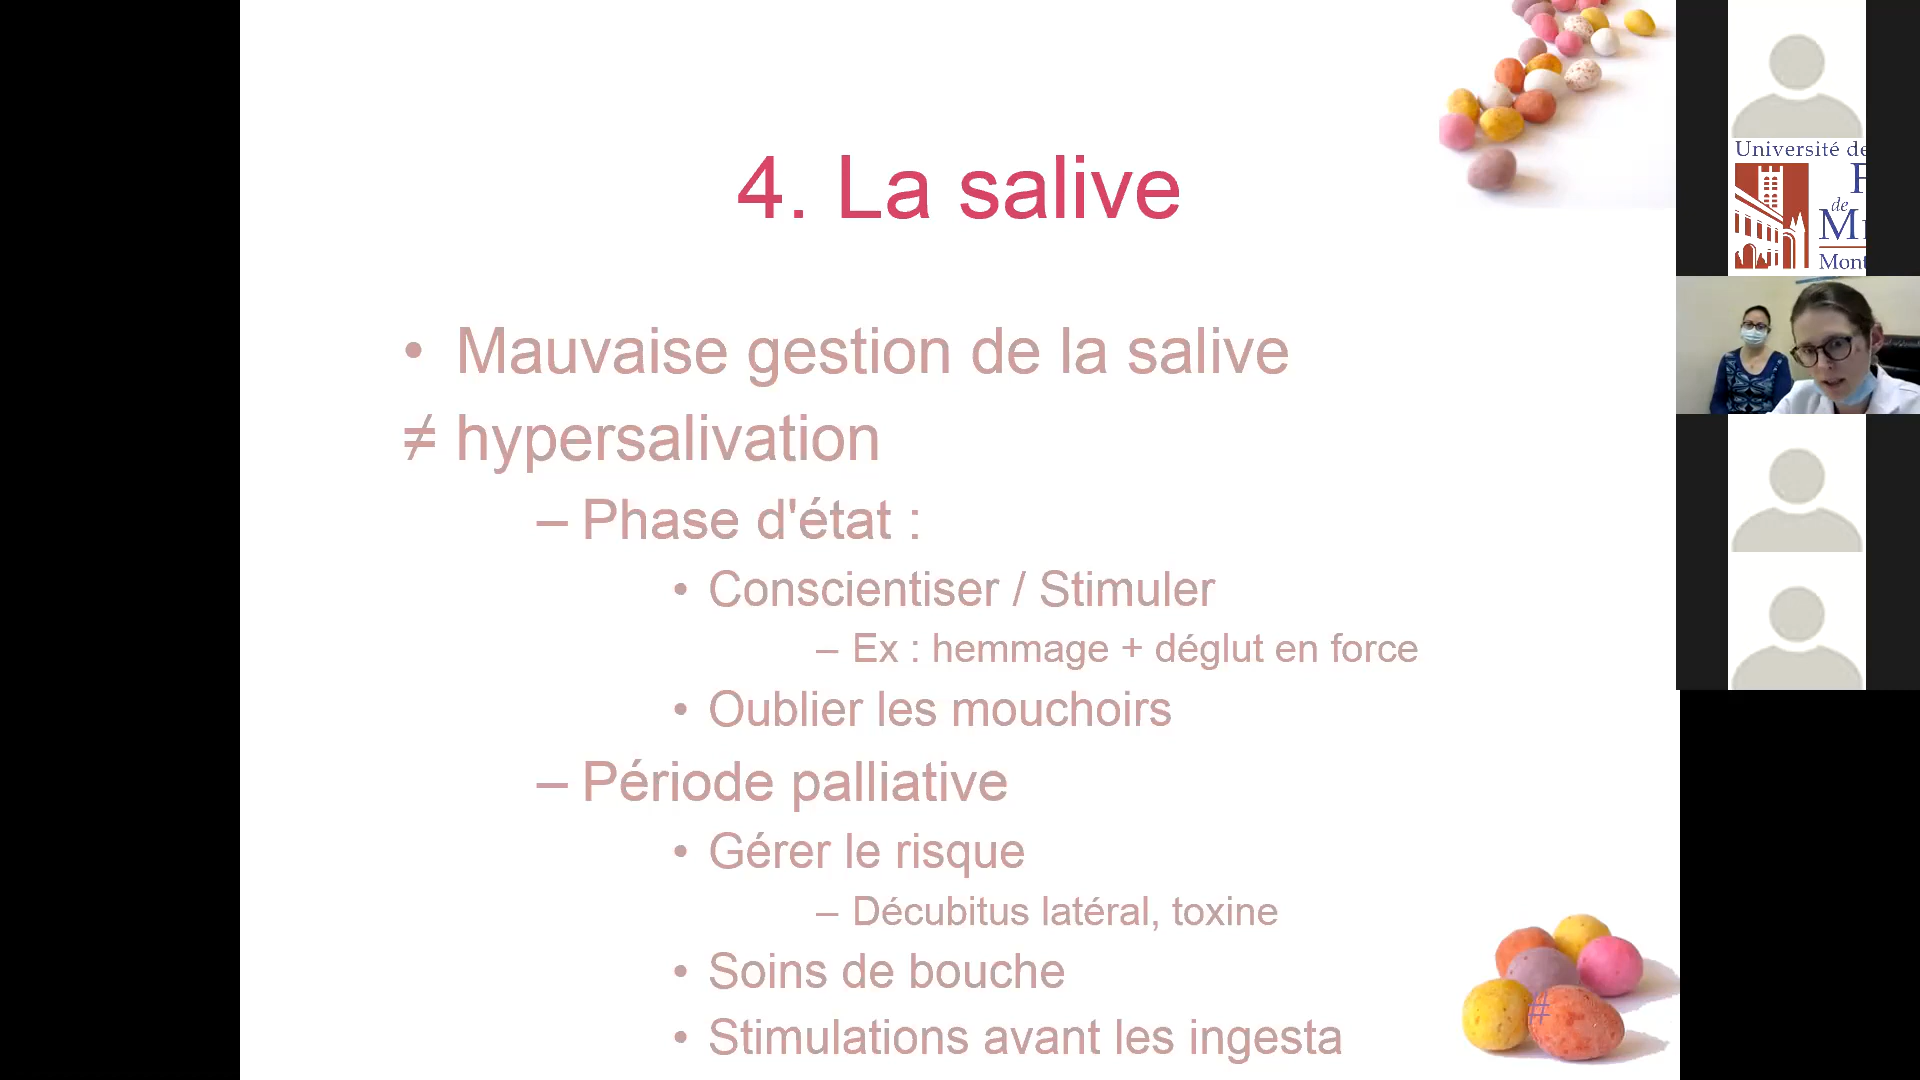 4. La salive
• Mauvaise gestion de la salive
≠ hypersalivation
– Phase d'état :
• Conscientiser / Stimuler
– Ex : hemmage + déglut en force
• Oublier les mouchoirs
– Période palliative
• Gérer le risque
– Décubitus latéral, toxine
• Soins de bouche
• Stimulations avant les ingesta
#
Université de
F
de
Mé
Mont